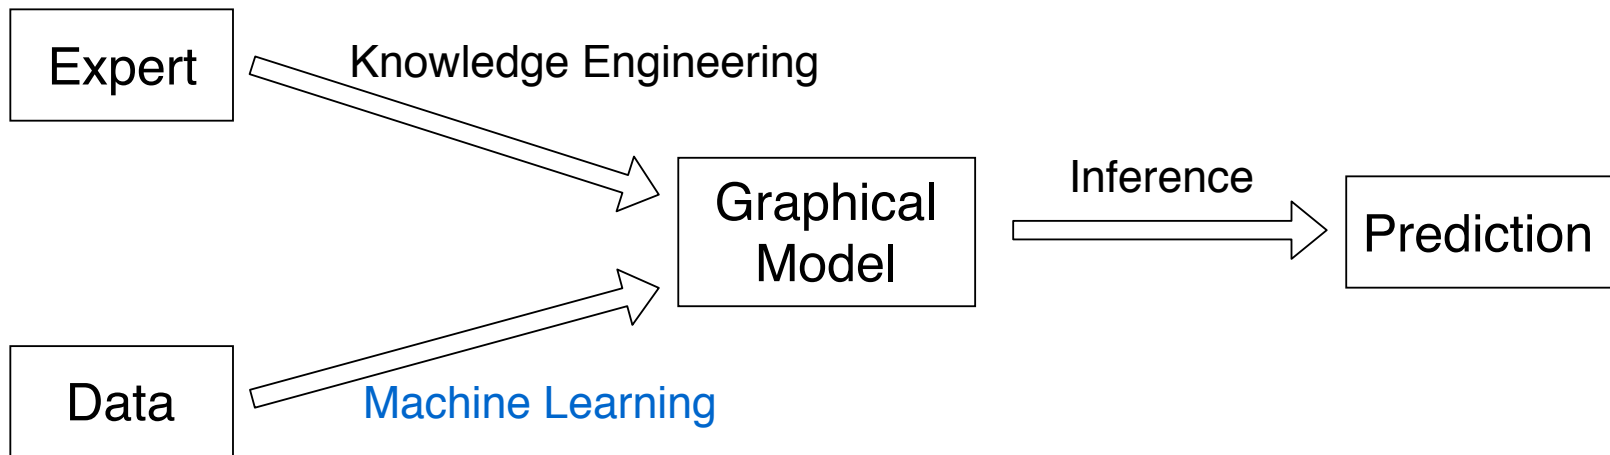 Expert
Knowledge Engineering
Graphical
Model
Inference
Prediction
Data
Machine Learning